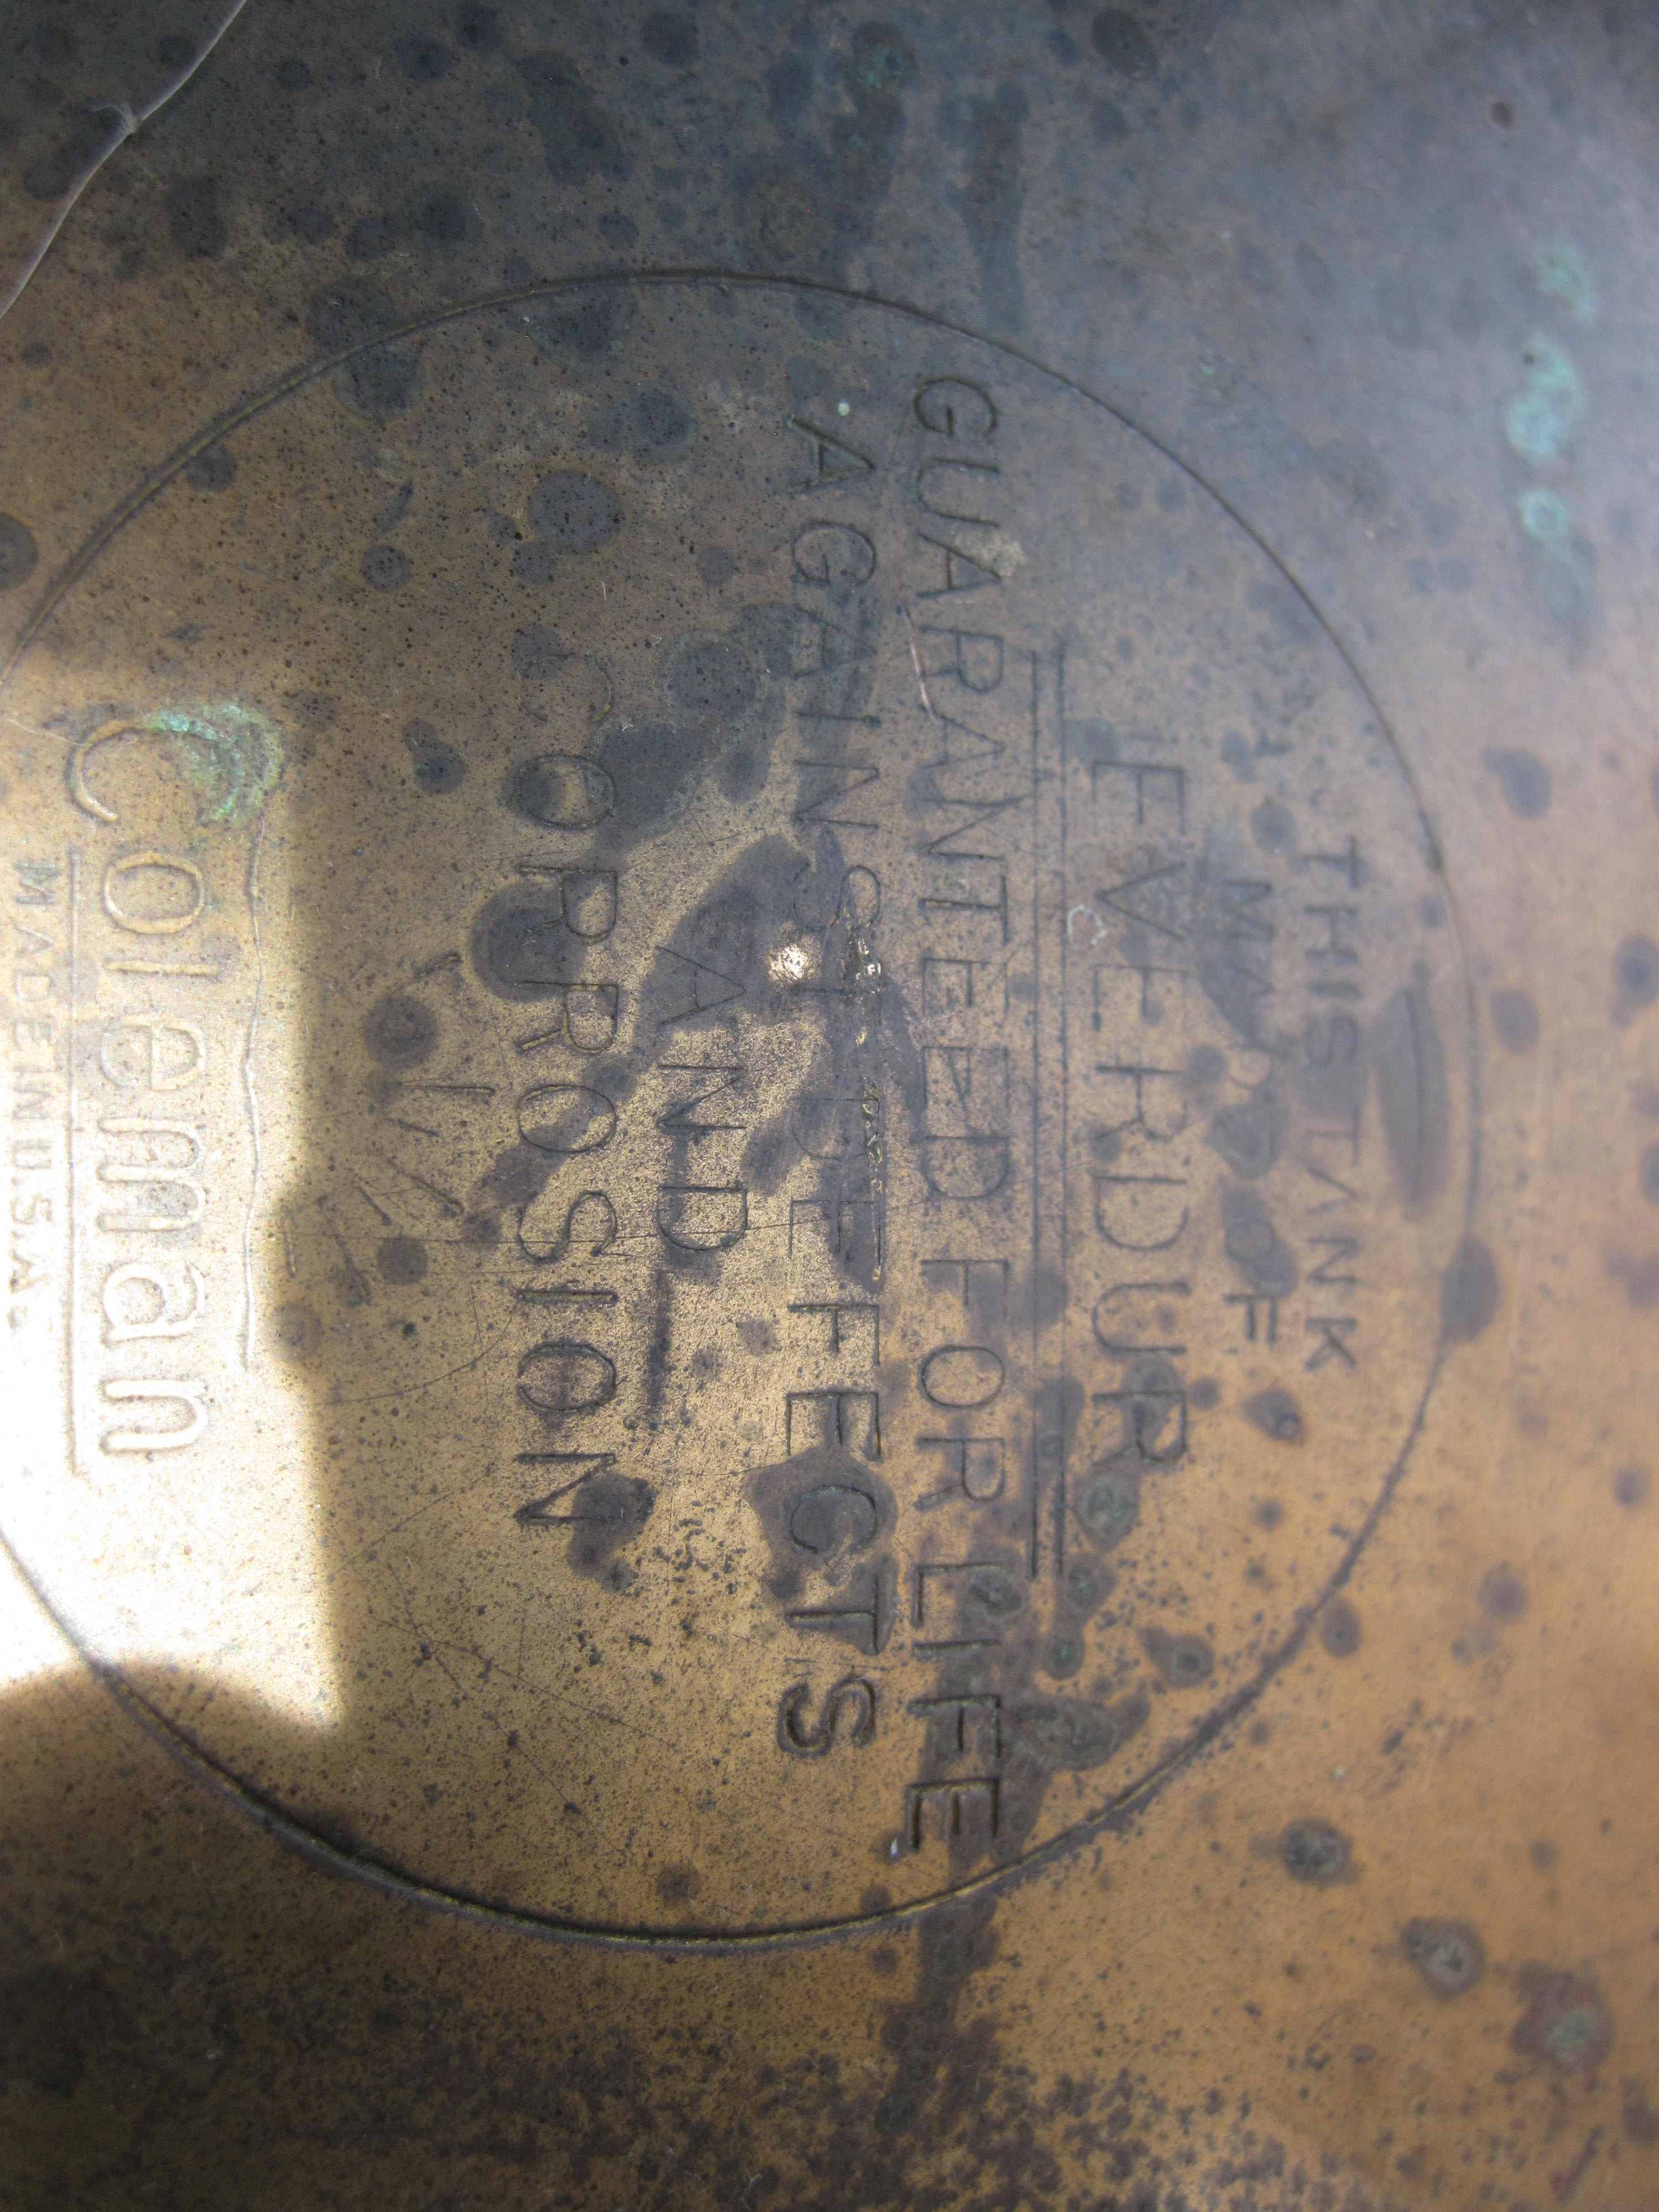 THIS TANK
MADE OF
EVERDUR
GUARANTEED FOR LIFE
AGAINST DEFECTS
AND
CORROSION
Coleman
MADE IN U.S.A.